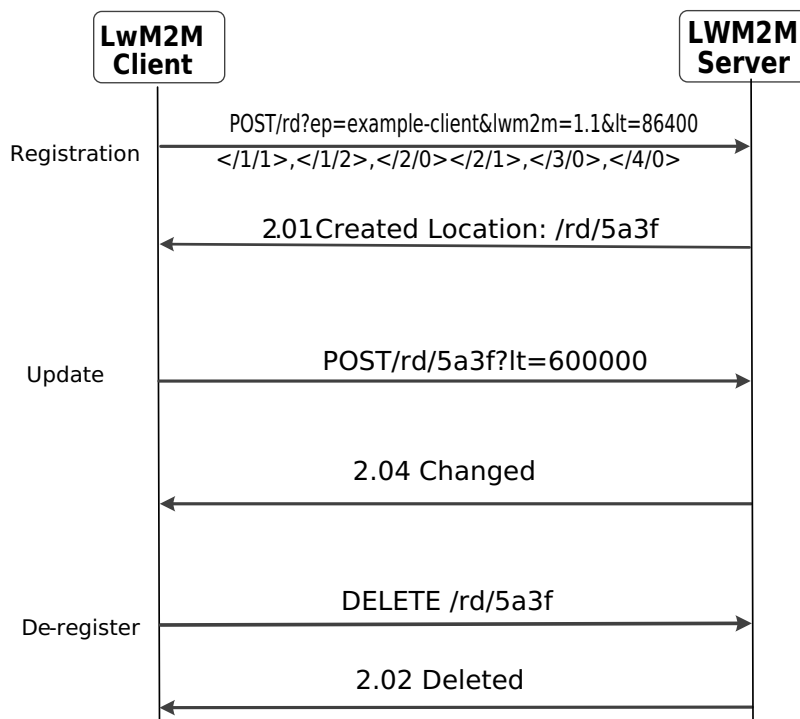 LwM2M
Client
LWM2M
Server
POST/rd?ep=example-client&lwm2m=1.1&lt=86400
Registration
</1/1>,</1/2>,</2/0></2/1>,</3/0>,</4/0>
2.01Created Location: /rd/5a3f
POST/rd/5a3f?lt=600000
Update
2.04 Changed
DELETE /rd/5a3f
De-register
2.02 Deleted